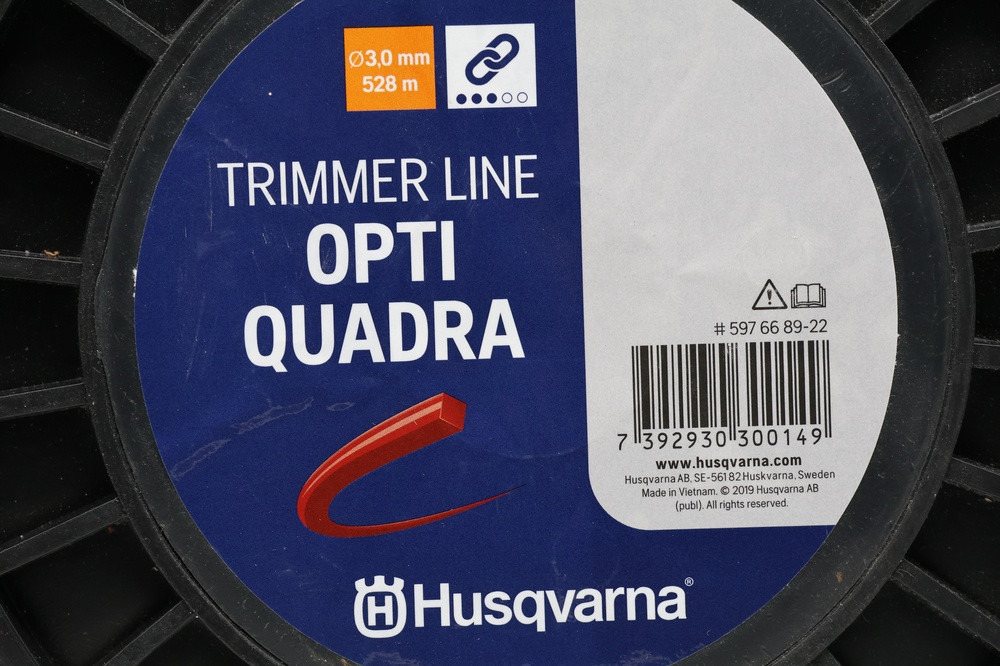 Ø3,0 mm
528 m
TRIMMER LINE
OPTI
QUADRA
# 597 66 89-22
7 392930 300149
www.husqvarna.com
Husqvarna AB, SE-561 82 Huskvarna, Sweden
Made in Vietnam. © 2019 Husqvarna AB
(publ). All rights reserved.
H Husqvarna®